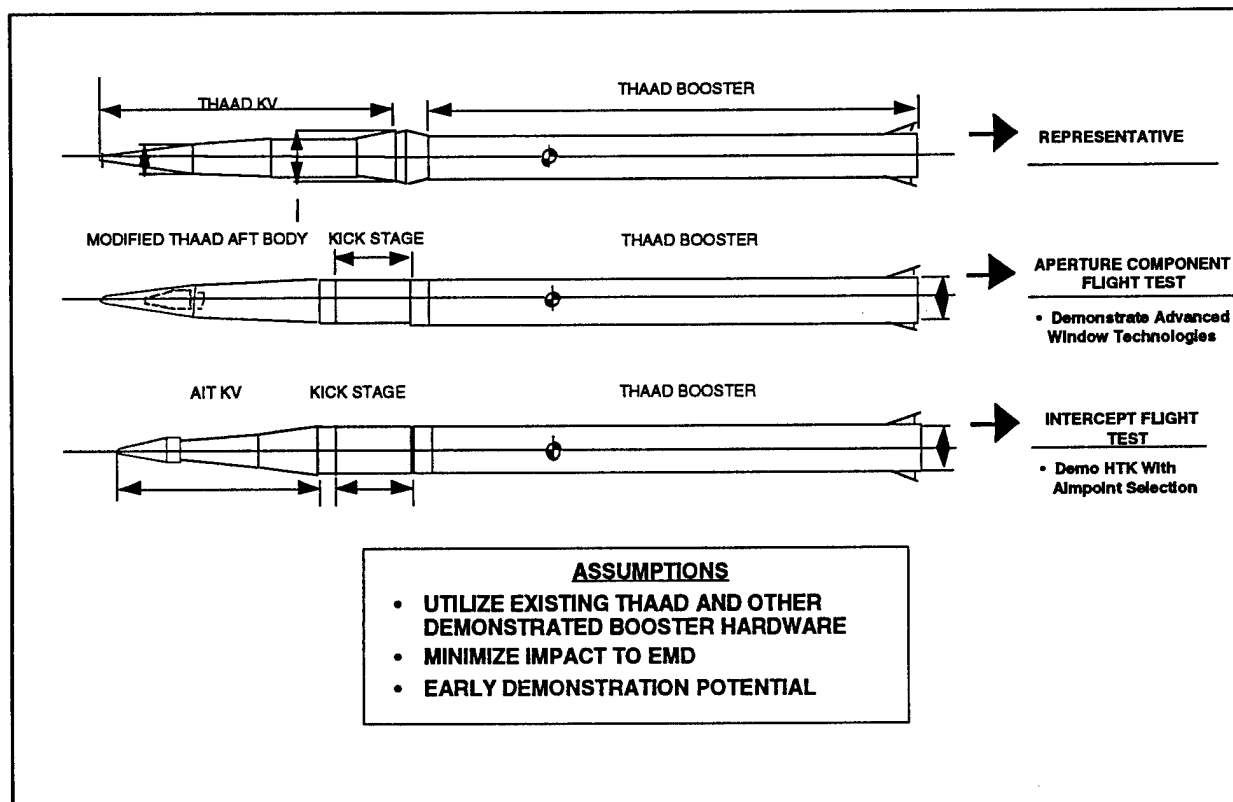 THAAD KV
THAAD BOOSTER
REPRESENTATIVE
MODIFIED THAAD AFT BODY
KICK STAGE
THAAD BOOSTER
APERTURE COMPONENT
FLIGHT TEST
• Demonstrate Advanced
Window Technologies
AIT KV
KICK STAGE
THAAD BOOSTER
INTERCEPT FLIGHT
TEST
• Demo HTK With
Aimpoint Selection
ASSUMPTIONS
• UTILIZE EXISTING THAAD AND OTHER
DEMONSTRATED BOOSTER HARDWARE
• MINIMIZE IMPACT TO EMD
• EARLY DEMONSTRATION POTENTIAL